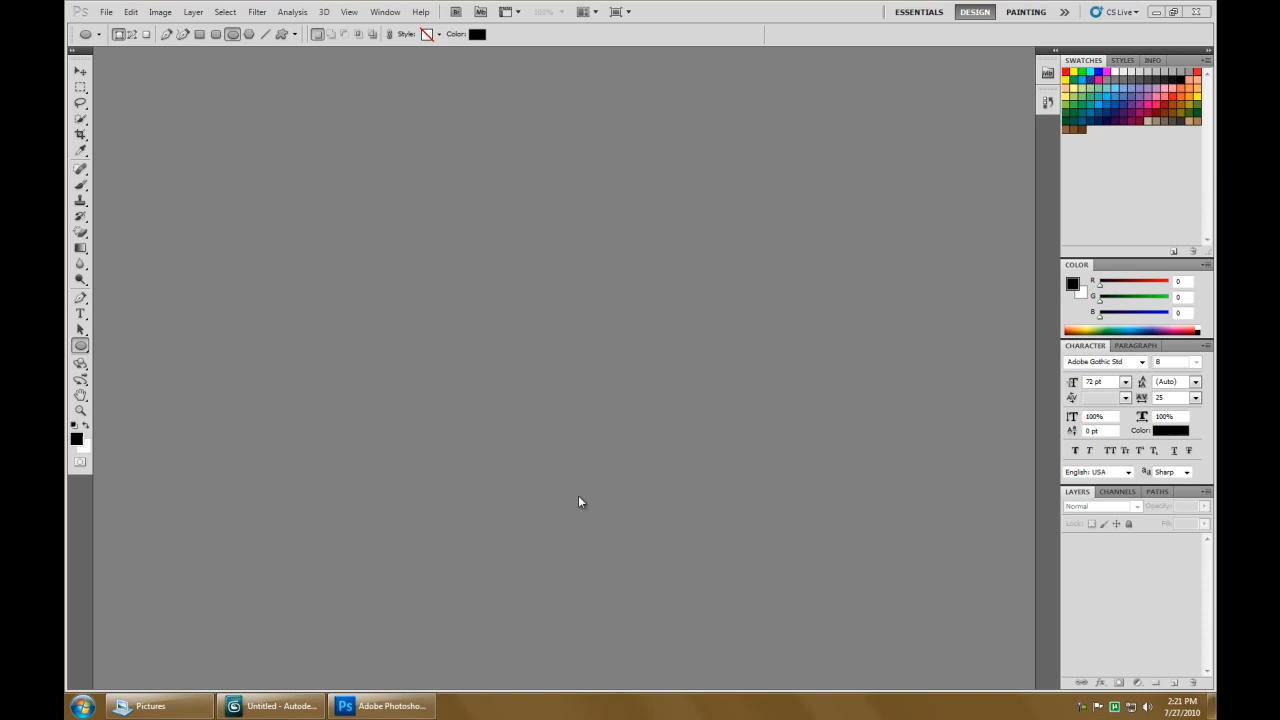 Ps File Edit Image Layer Select Filter Analysis 3D View Window Help Br Mb 100% ESSENTIALS DESIGN PAINTING CS Live
Style: Color:
SWATCHES STYLES INFO
COLOR
R 0
G 0
B 0
CHARACTER PARAGRAPH
Adobe Gothic Std B
72 pt (Auto)
25
100% 100%
0 pt Color:
English: USA Sharp
LAYERS CHANNELS PATHS
Normal Opacity:
Lock: Fill:
Pictures Untitled - Autode... Adobe Photosho...
2:21 PM
7/27/2010